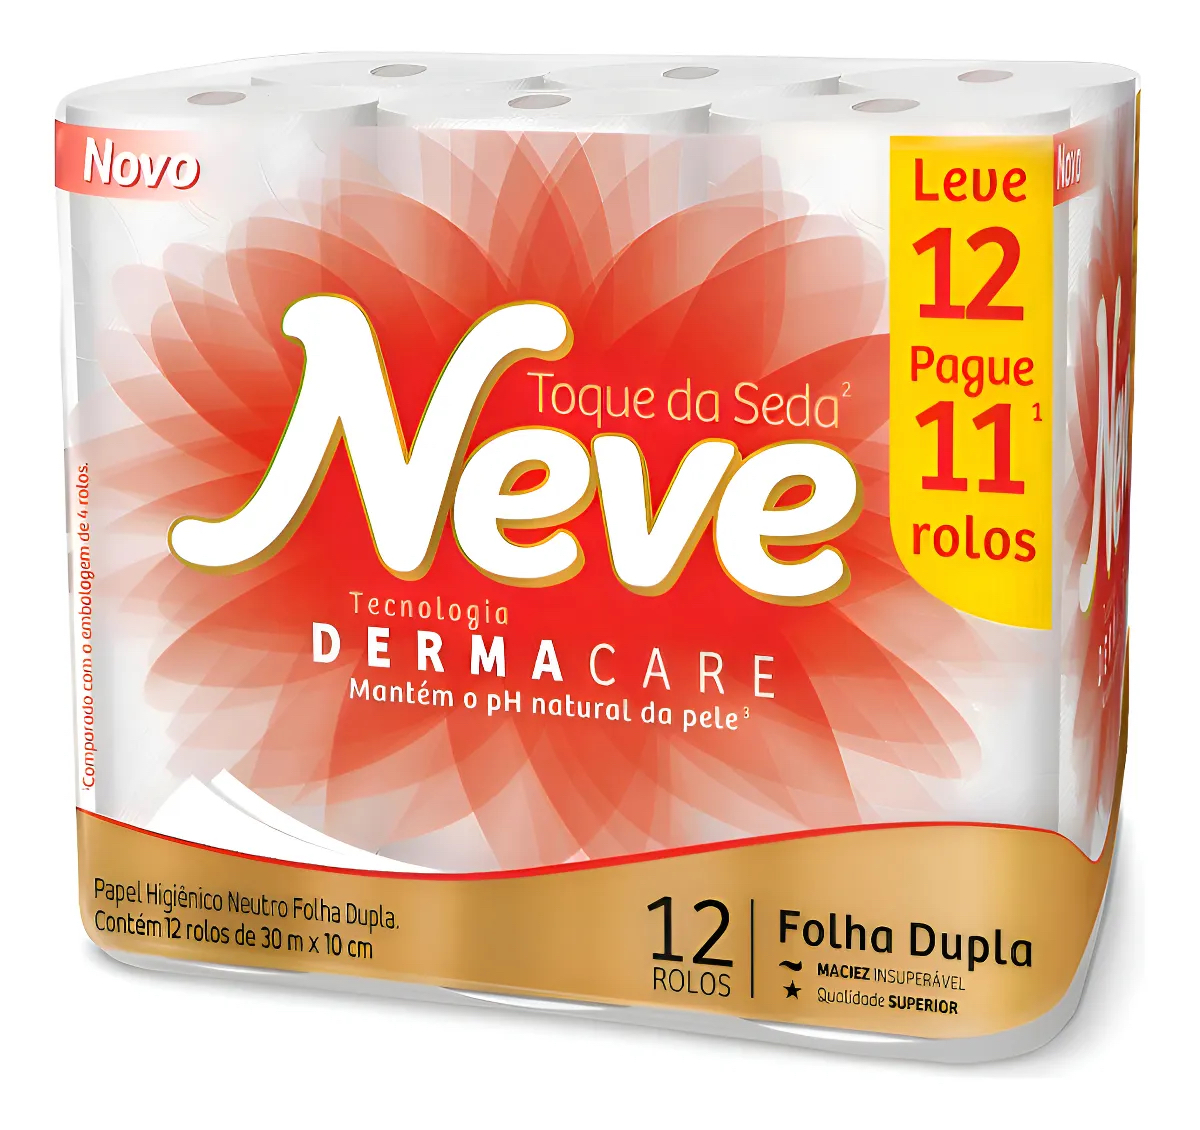 Novo
Leve
12
Pague
11¹
rolos
Novo
Toque da Seda²
Neve
Tecnologia
DERMACARE
Mantém o pH natural da pele³
¹Comparado com a embalagem de 4 rolos.
Papel Higiênico Neutro Folha Dupla.
Contém 12 rolos de 30 m x 10 cm
12
ROLOS
Folha Dupla
MACIEZ INSUPERÁVEL
Qualidade SUPERIOR